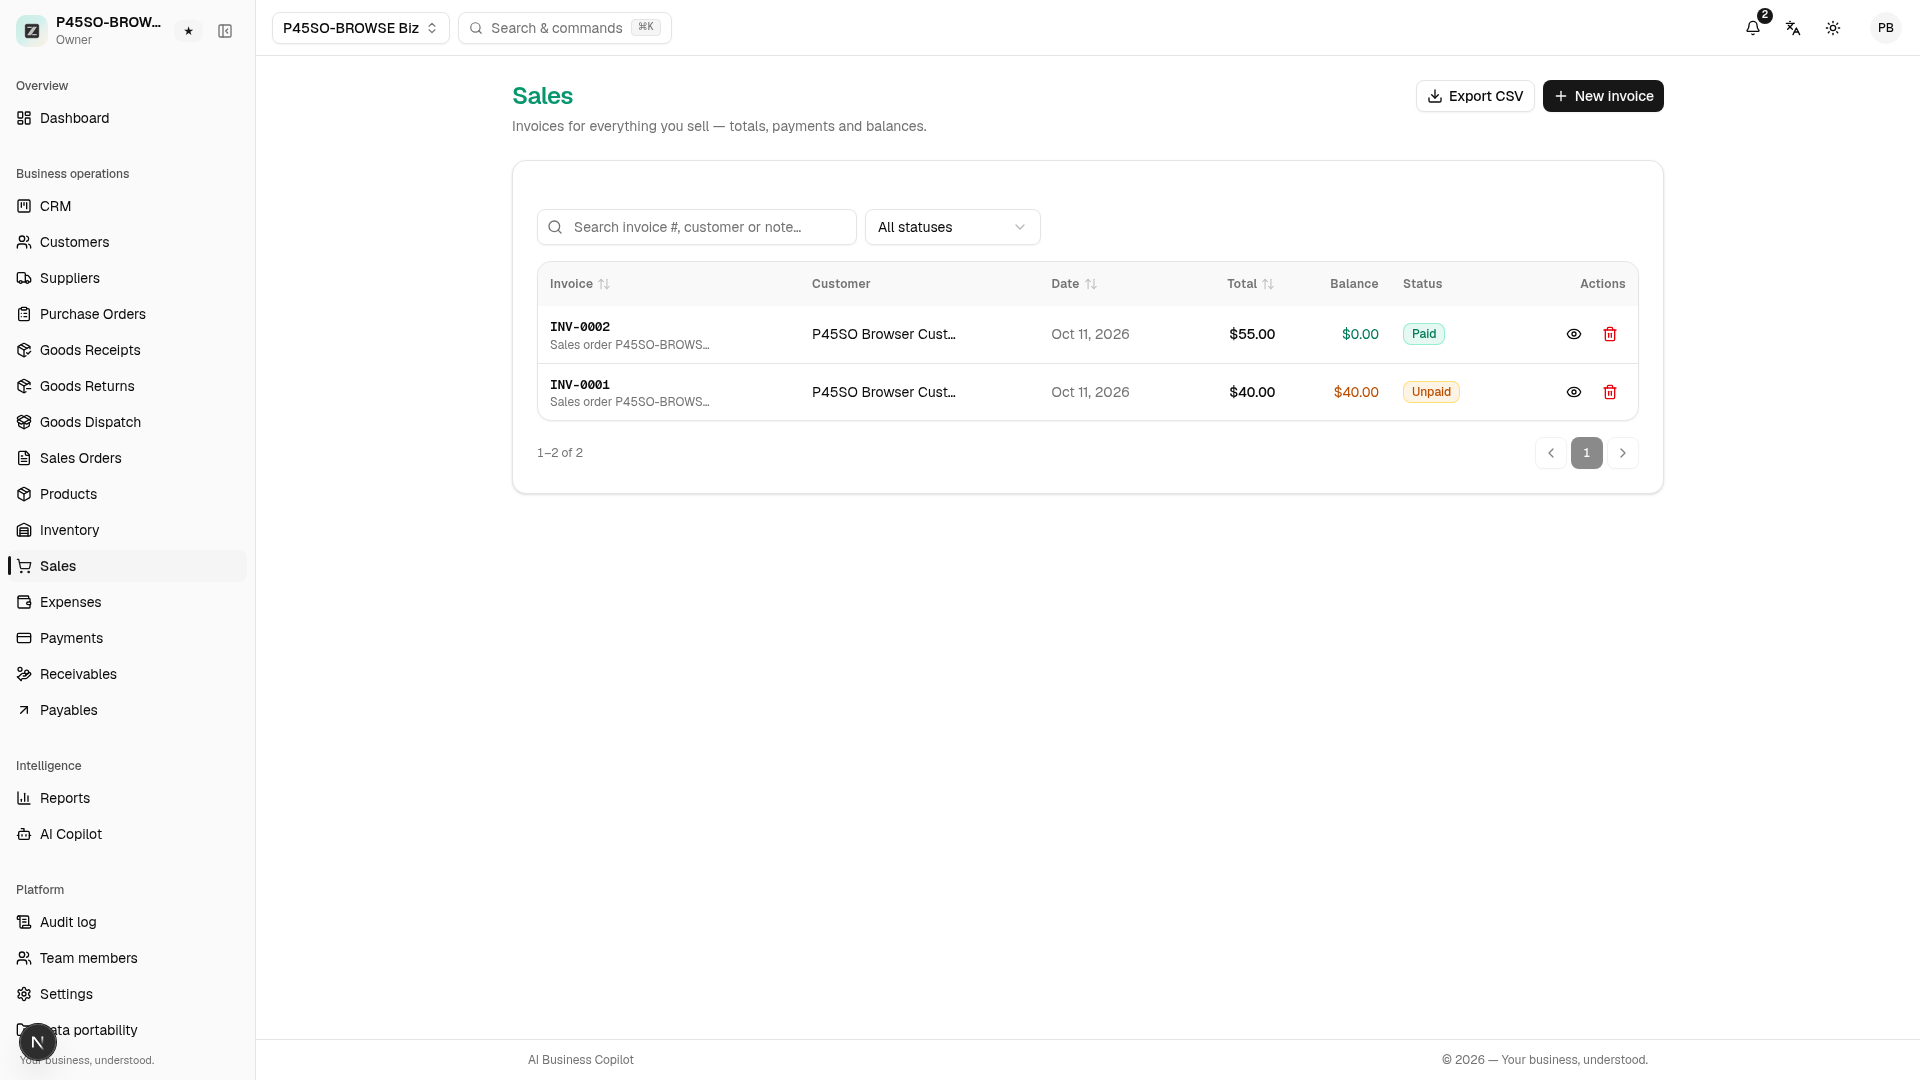 P45SO-BROW...
Owner
★
P45SO-BROWSE Biz
Search & commands
⌘K
2
PB
Overview
Dashboard
Business operations
CRM
Customers
Suppliers
Purchase Orders
Goods Receipts
Goods Returns
Goods Dispatch
Sales Orders
Products
Inventory
Sales
Expenses
Payments
Receivables
Payables
Intelligence
Reports
AI Copilot
Platform
Audit log
Team members
Settings
ata portability
N
Your business, understood.
Sales
Invoices for everything you sell — totals, payments and balances.
Export CSV
+ New invoice
Search invoice #, customer or note...
All statuses
Invoice Customer Date Total Balance Status Actions
INV-0002
Sales order P45SO-BROWS...
P45SO Browser Cust... Oct 11, 2026 $55.00 $0.00 Paid
INV-0001
Sales order P45SO-BROWS...
P45SO Browser Cust... Oct 11, 2026 $40.00 $40.00 Unpaid
1–2 of 2
1
AI Business Copilot
© 2026 — Your business, understood.